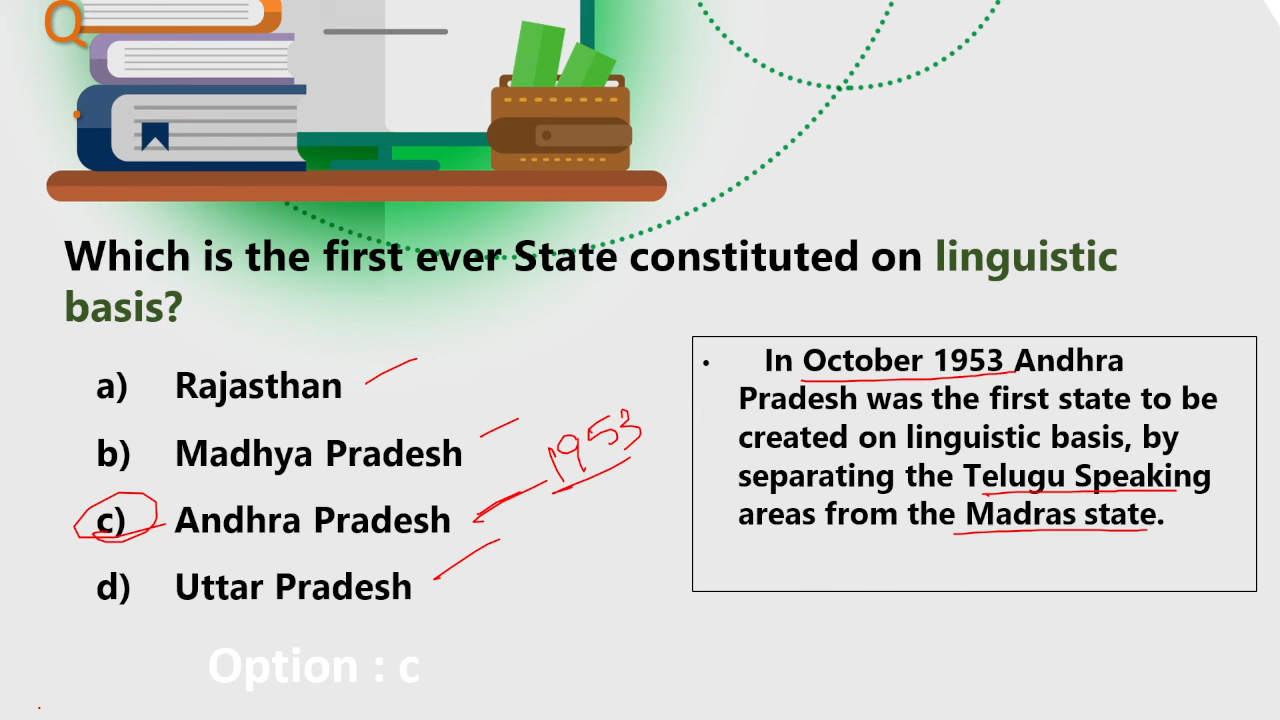 Q
Which is the first ever State constituted on linguistic
basis?
a) Rajasthan
b) Madhya Pradesh
c) Andhra Pradesh
d) Uttar Pradesh
1953
• In October 1953 Andhra
Pradesh was the first state to be
created on linguistic basis, by
separating the Telugu Speaking
areas from the Madras state.
Option : c